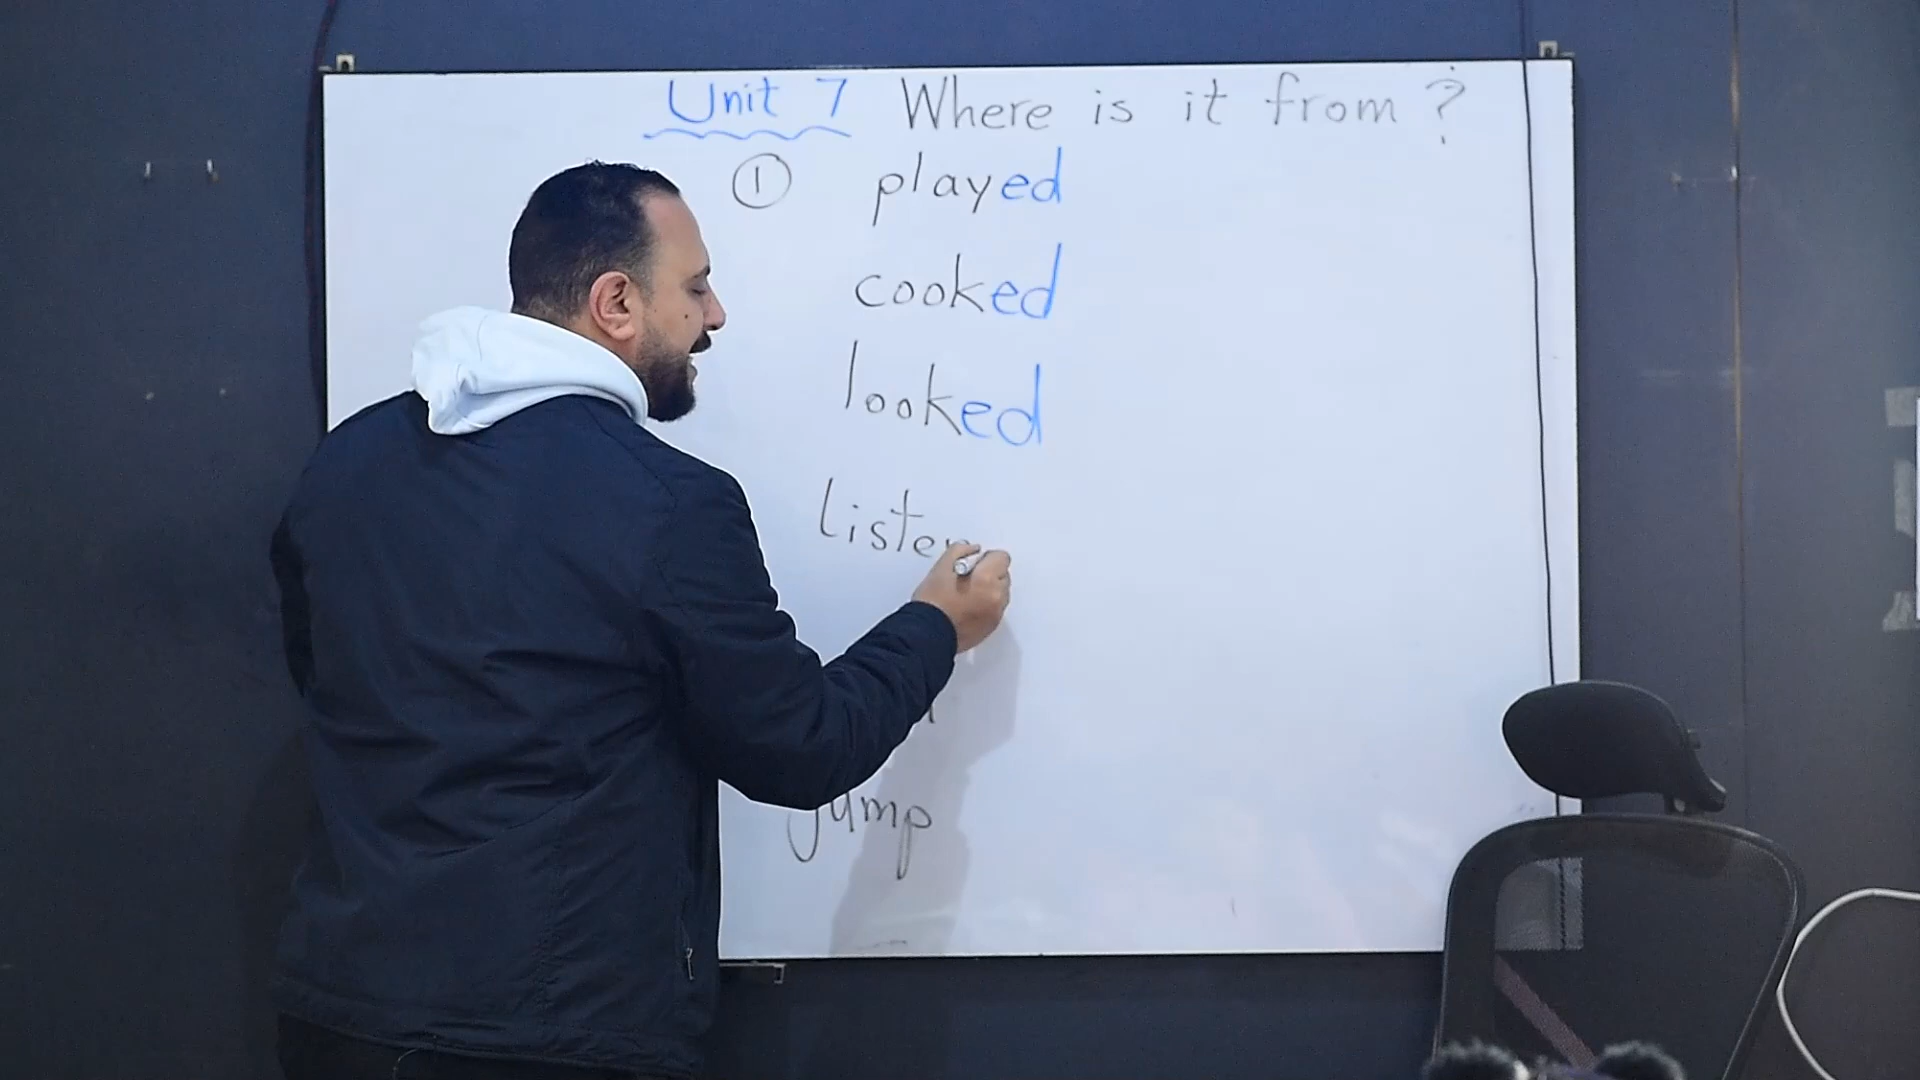 Unit 7 Where is it from ?
① played
cooked
looked
listen
jump